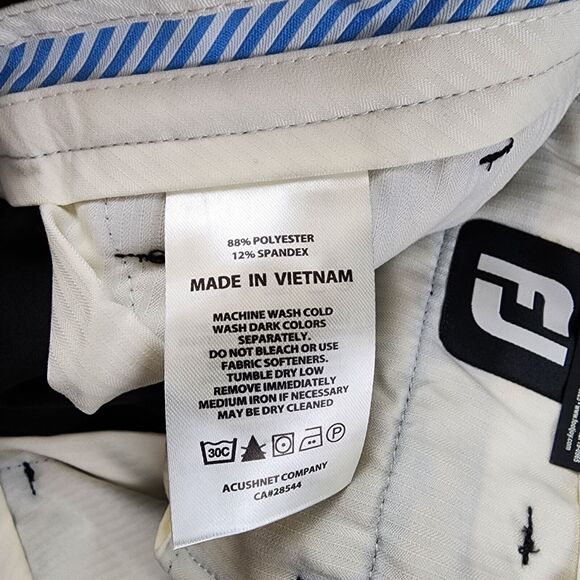 88% POLYESTER
12% SPANDEX
MADE IN VIETNAM
MACHINE WASH COLD
WASH DARK COLORS
SEPARATELY.
DO NOT BLEACH OR USE
FABRIC SOFTENERS.
TUMBLE DRY LOW
REMOVE IMMEDIATELY
MEDIUM IRON IF NECESSARY
MAY BE DRY CLEANED
30C P
ACUSHNET COMPANY
CA#28544
FJ